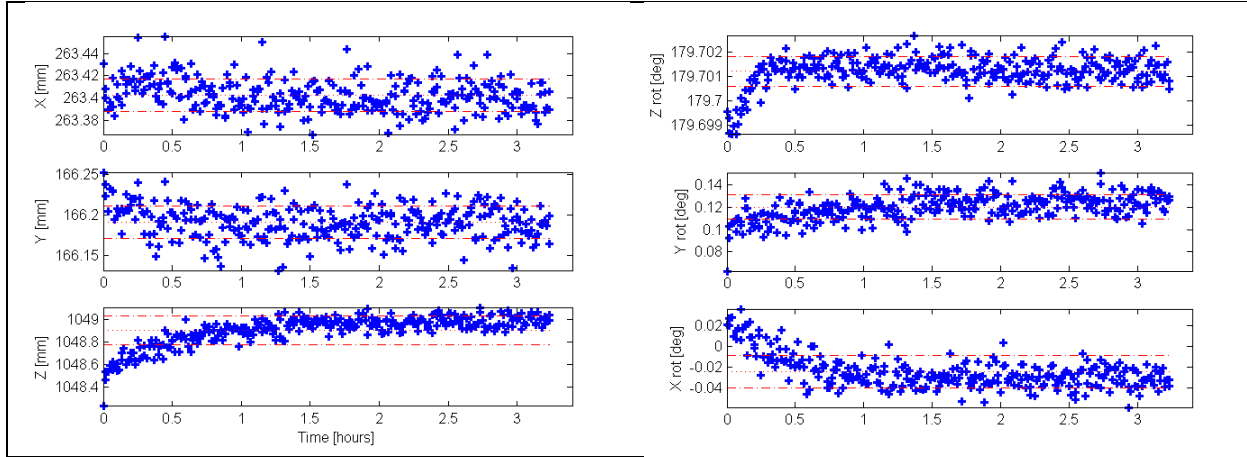 X [mm]
263.44
263.42
263.4
263.38
0 0.5 1 1.5 2 2.5 3
Y [mm]
166.25
166.2
166.15
0 0.5 1 1.5 2 2.5 3
Z [mm]
1049
1048.8
1048.6
1048.4
0 0.5 1 1.5 2 2.5 3
Time [hours]
Z rot [deg]
179.702
179.701
179.7
179.699
0 0.5 1 1.5 2 2.5 3
Y rot [deg]
0.14
0.12
0.1
0.08
0 0.5 1 1.5 2 2.5 3
X rot [deg]
0.02
0
-0.02
-0.04
0 0.5 1 1.5 2 2.5 3